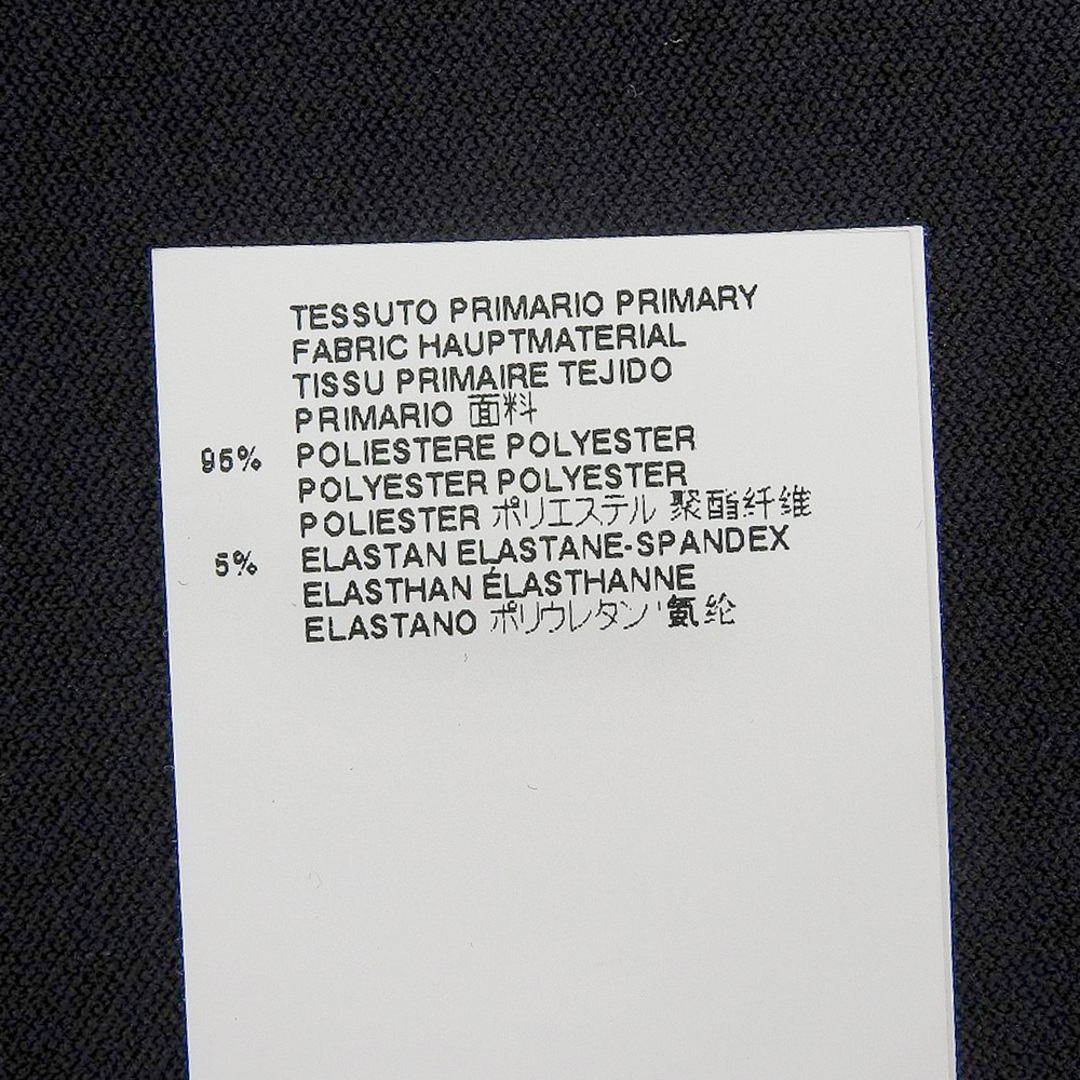 TESSUTO PRIMARIO PRIMARY
FABRIC HAUPTMATERIAL
TISSU PRIMAIRE TEJIDO
PRIMARIO 面料
95% POLIESTERE POLYESTER
POLYESTER POLYESTER
POLIESTER ポリエステル 聚酯纤维
5% ELASTAN ELASTANE-SPANDEX
ELASTHAN ÉLASTHANNE
ELASTANO ポリウレタン 氨纶